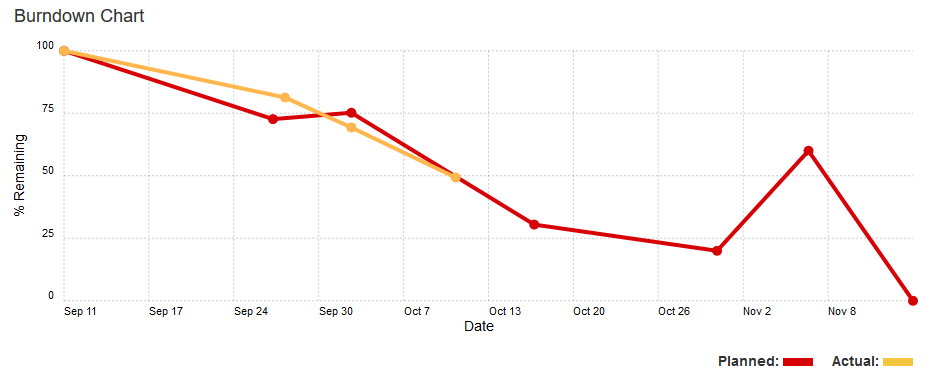 Burndown Chart
100
75
50
25
0
% Remaining
Sep 11 Sep 17 Sep 24 Sep 30 Oct 7 Oct 13 Oct 20 Oct 26 Nov 2 Nov 8
Date
Planned: Actual: